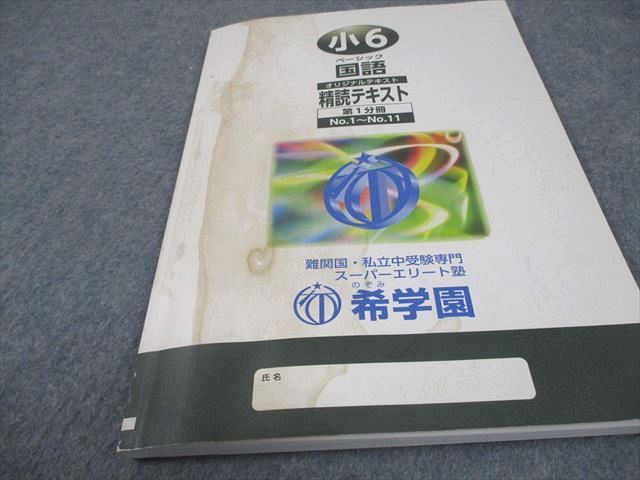 小6
ベーシック
国語
オリジナルテキスト
精読テキスト
第1分冊
No.1～No.11
難関国・私立中受験専門
スーパーエリート塾
のぞみ
希学園
氏名